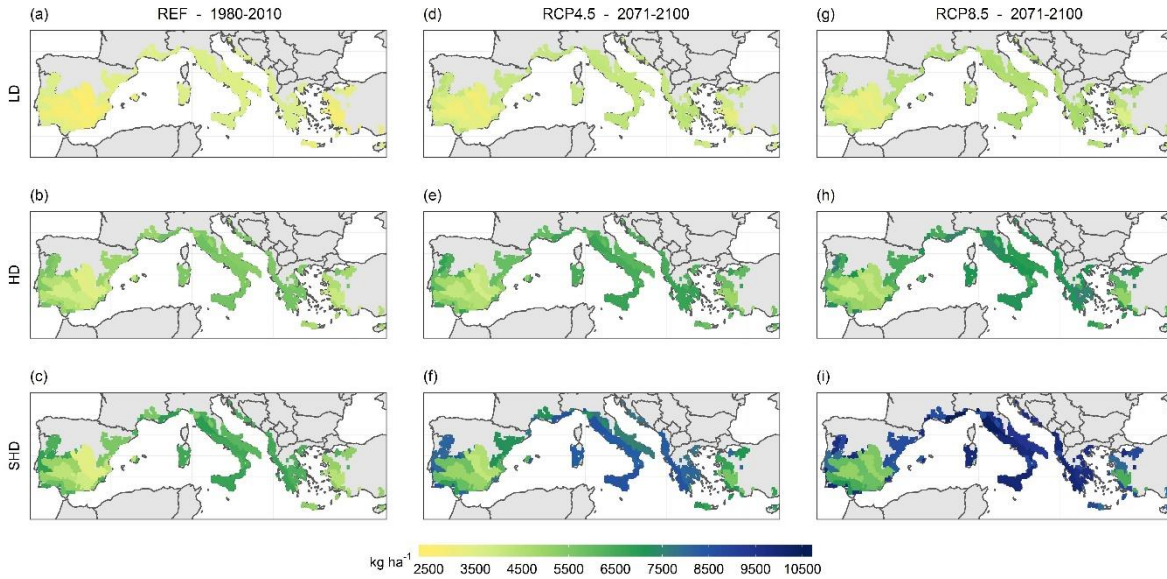 (a) REF - 1980-2010
(d) RCP4.5 - 2071-2100
(g) RCP8.5 - 2071-2100
LD
(b)
(e)
(h)
HD
(c)
(f)
(i)
SHD
kg ha⁻¹
2500 3500 4500 5500 6500 7500 8500 9500 10500